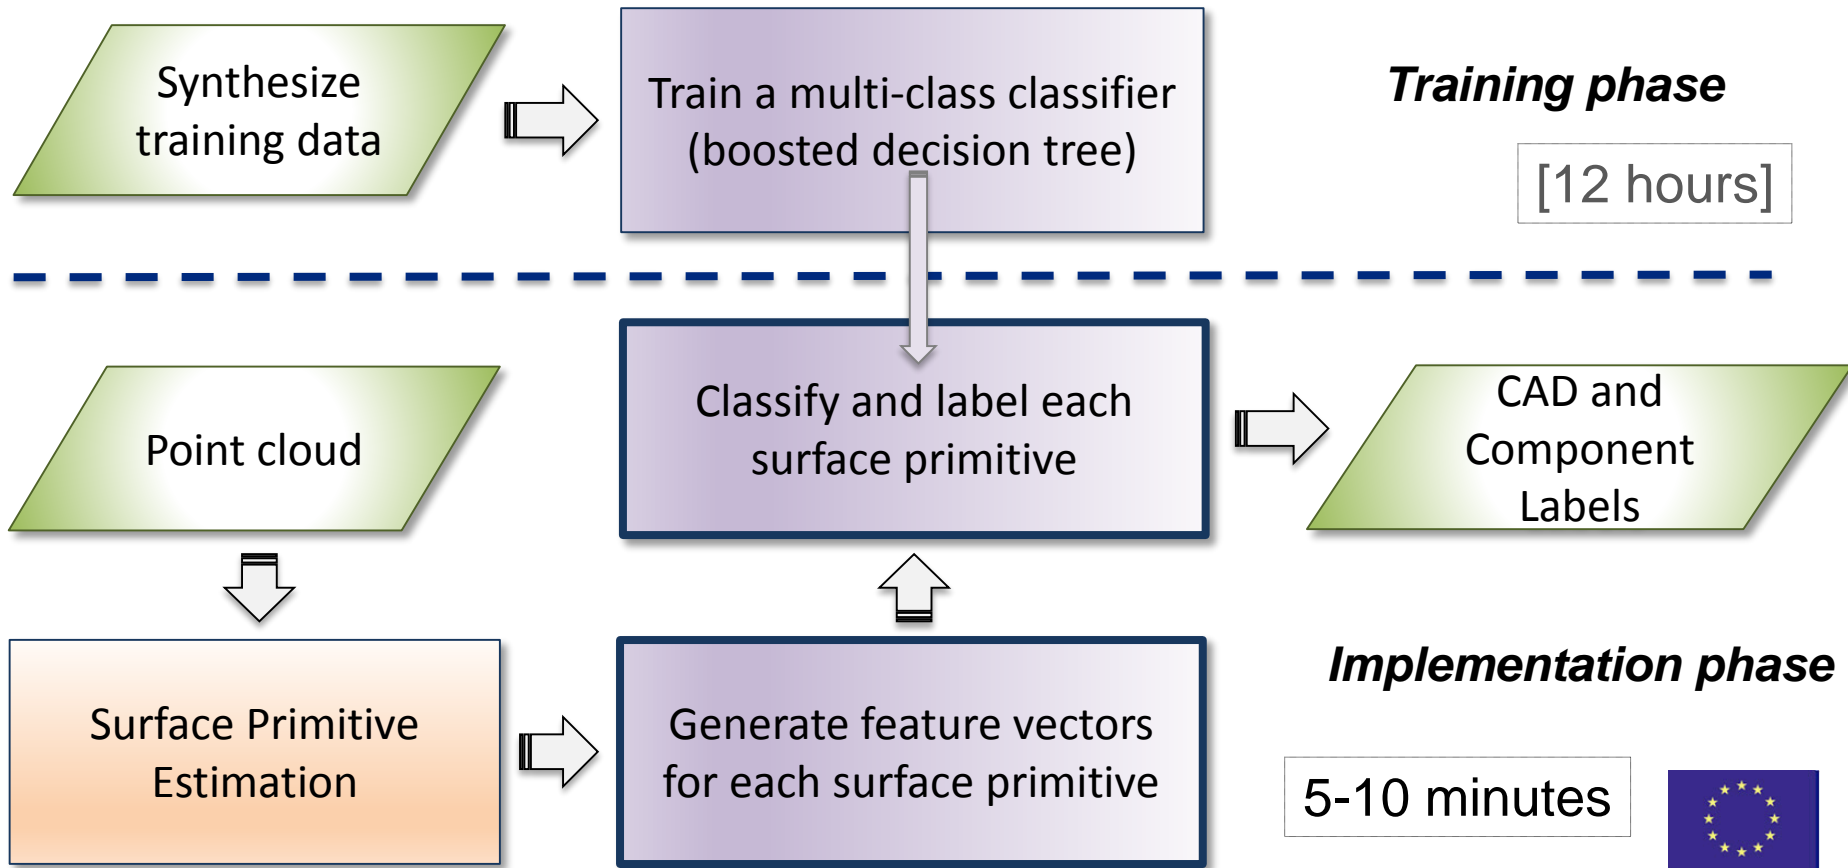 Synthesize
training data
Train a multi-class classifier
(boosted decision tree)
Training phase
[12 hours]
Point cloud
Classify and label each
surface primitive
CAD and
Component
Labels
Surface Primitive
Estimation
Generate feature vectors
for each surface primitive
Implementation phase
5-10 minutes